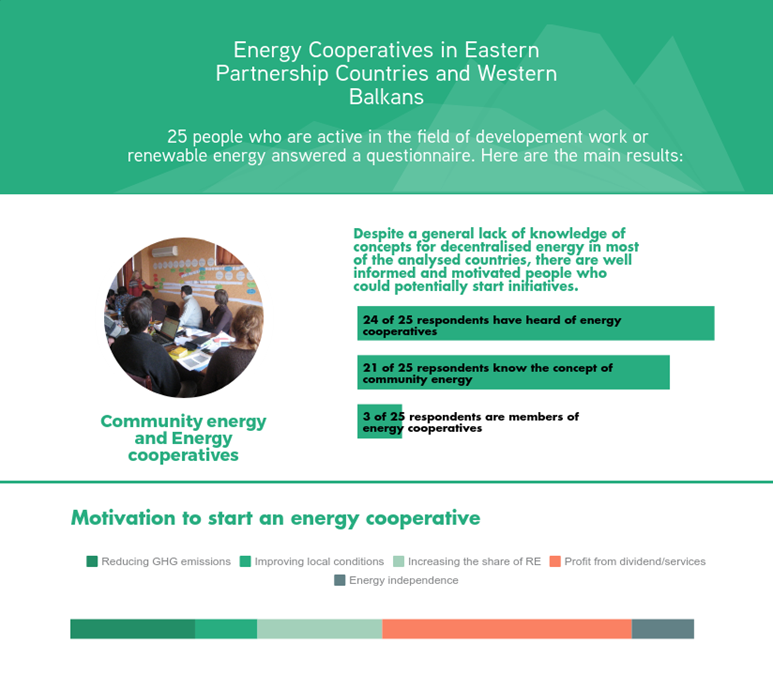 Energy Cooperatives in Eastern
Partnership Countries and Western
Balkans
25 people who are active in the field of developement work or
renewable energy answered a questionnaire. Here are the main results:
Despite a general lack of knowledge of
concepts for decentralised energy in most
of the analysed countries, there are well
informed and motivated people who
could potentially start initiatives.
24 of 25 respondents have heard of energy
cooperatives
21 of 25 repsondents know the concept of
community energy
3 of 25 respondents are members of
energy cooperatives
Community energy
and Energy
cooperatives
Motivation to start an energy cooperative
Reducing GHG emissions
Improving local conditions
Increasing the share of RE
Profit from dividend/services
Energy independence